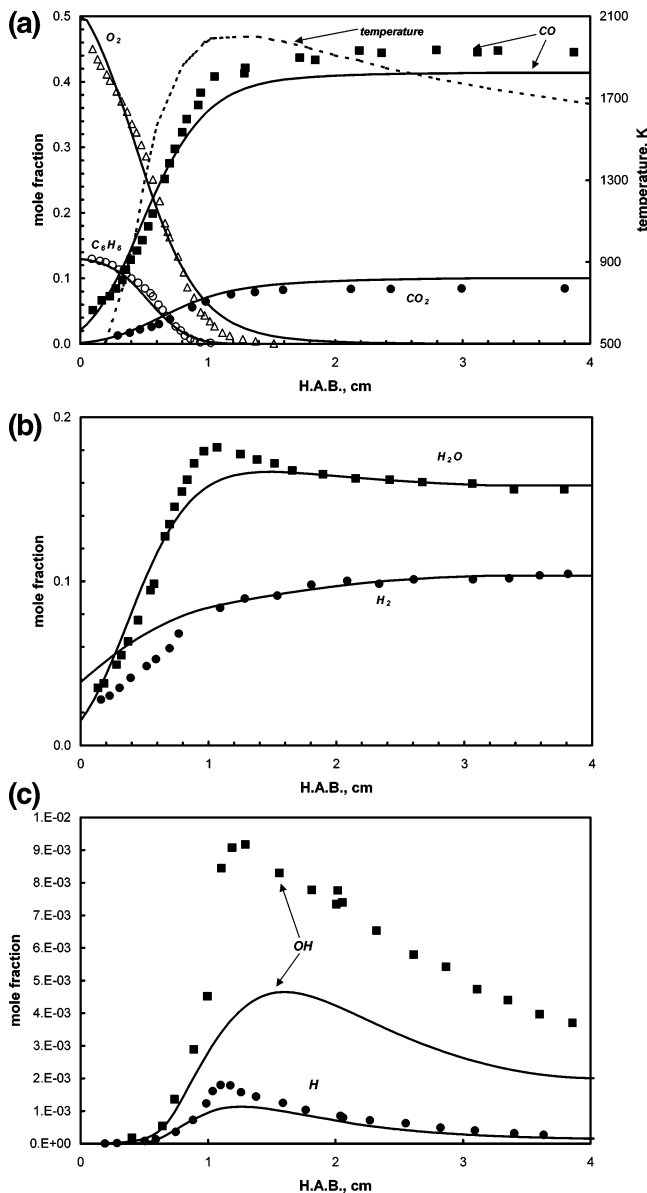 (a)
0.5
0.4
0.3
0.2
0.1
0.0
mole fraction
O2
C6H6
temperature
CO
CO2
2100
1700
1300
900
500
temperature, K
0 1 2 3 4
H.A.B., cm
(b)
0.2
0.1
0.0
mole fraction
H2O
H2
0 1 2 3 4
H.A.B., cm
(c)
1.E-02
9.E-03
8.E-03
7.E-03
6.E-03
5.E-03
4.E-03
3.E-03
2.E-03
1.E-03
0.E+00
mole fraction
OH
H
0 1 2 3 4
H.A.B., cm